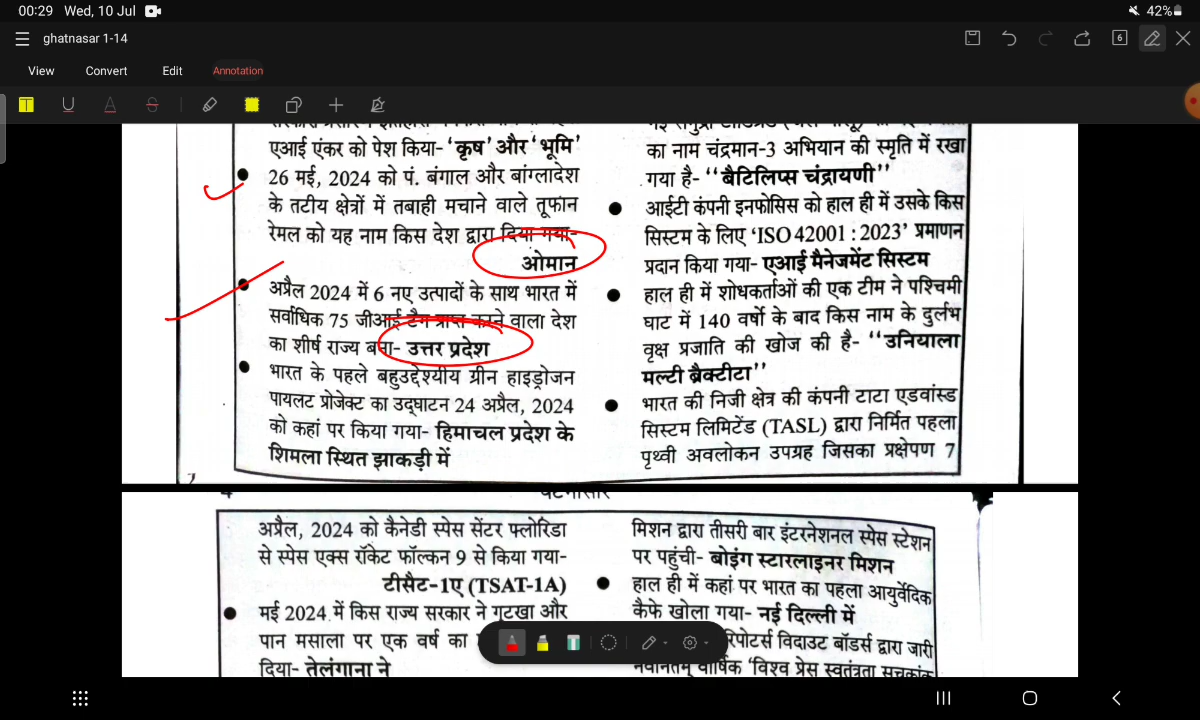 00:29 Wed, 10 Jul
42%
ghatnasar 1-14
6
View Convert Edit Annotation
T U A S
एआई एंकर को पेश किया- ‘कृष’ और ‘भूमि’
26 मई, 2024 को पं. बंगाल और बांग्लादेश
के तटीय क्षेत्रों में तबाही मचाने वाले तूफान
रेमल को यह नाम किस देश द्वारा दिया गया-
ओमान
अप्रैल 2024 में 6 नए उत्पादों के साथ भारत में
सर्वाधिक 75 जीआई टैग प्राप्त करने वाला देश
का शीर्ष राज्य बना- उत्तर प्रदेश
भारत के पहले बहुउद्देश्यीय ग्रीन हाइड्रोजन
पायलट प्रोजेक्ट का उद्घाटन 24 अप्रैल, 2024
को कहां पर किया गया- हिमाचल प्रदेश के
शिमला स्थित झाकड़ी में
का नाम चंद्रमान-3 अभियान की स्मृति में रखा
गया है- ‘‘बैटिलिप्स चंद्रायणी’’
आईटी कंपनी इनफोसिस को हाल ही में उसके किस
सिस्टम के लिए ‘ISO 42001 : 2023’ प्रमाणन
प्रदान किया गया- एआई मैनेजमेंट सिस्टम
हाल ही में शोधकर्ताओं की एक टीम ने पश्चिमी
घाट में 140 वर्षो के बाद किस नाम के दुर्लभ
वृक्ष प्रजाति की खोज की है- ‘‘उनियाला
मल्टी ब्रैक्टीटा’’
भारत की निजी क्षेत्र की कंपनी टाटा एडवांस्ड
सिस्टम लिमिटेंड (TASL) द्वारा निर्मित पहला
पृथ्वी अवलोकन उपग्रह जिसका प्रक्षेपण 7
घटनासार
अप्रैल, 2024 को कैनेडी स्पेस सेंटर फ्लोरिडा
से स्पेस एक्स रॉकेट फॉल्कन 9 से किया गया-
टीसैट-1ए (TSAT-1A)
मई 2024 में किस राज्य सरकार ने गुटखा और
पान मसाला पर एक वर्ष का
दिया- तेलंगाना ने
मिशन द्वारा तीसरी बार इंटरनेशनल स्पेस स्टेशन
पर पहुंची- बोइंग स्टारलाइनर मिशन
हाल ही में कहां पर भारत का पहला आयुर्वेदिक
कैफे खोला गया- नई दिल्ली में
रिपोटर्स विदाउट बॉडर्स द्वारा जारी
नवीनतम् वार्षिक ‘विश्व प्रेस स्वतंत्रता सूचकांक